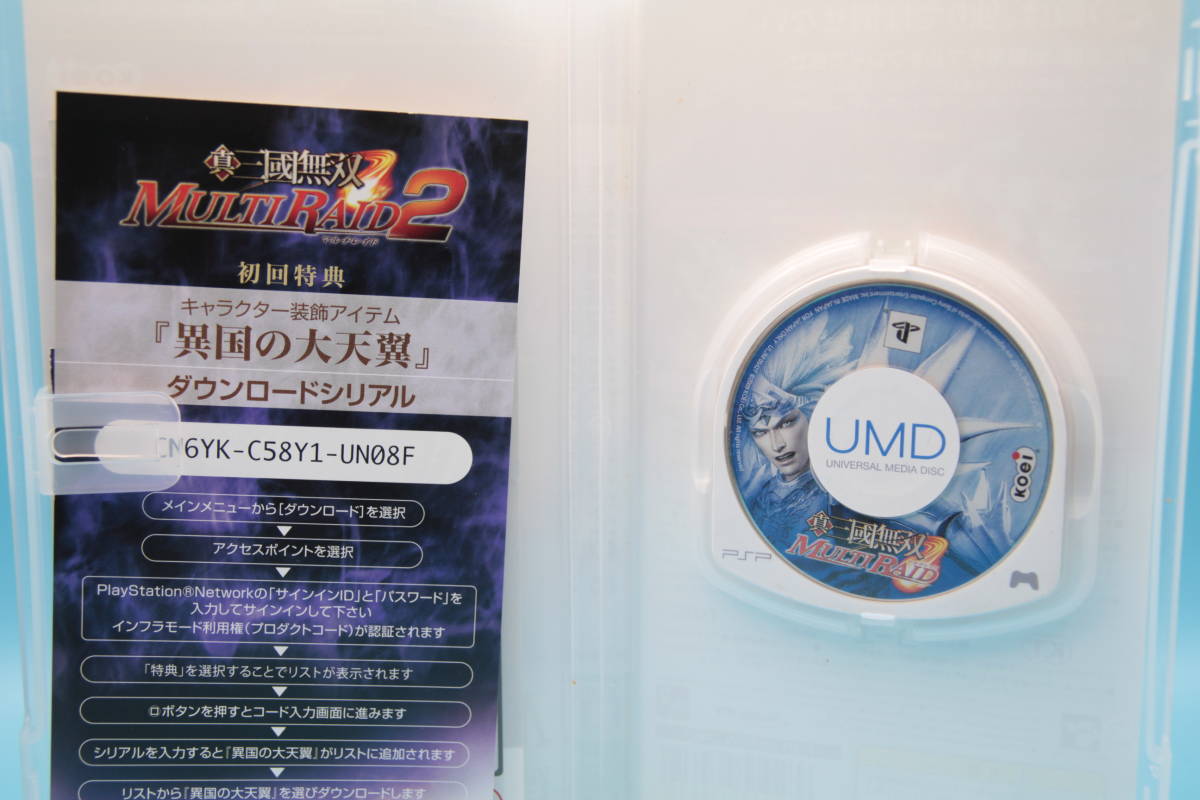 真・三國無双
MULTI RAID 2
マルチレイド
初回特典
キャラクター装飾アイテム
『異国の大天翼』
ダウンロードシリアル
CN6YK-C58Y1-UN08F
メインメニューから[ダウンロード]を選択
アクセスポイントを選択
PlayStation®Networkの「サインインID」と「パスワード」を
入力してサインインして下さい
インフラモード利用権(プロダクトコード)が認証されます
「特典」を選択することでリストが表示されます
□ボタンを押すとコード入力画面に進みます
シリアルを入力すると『異国の大天翼』がリストに追加されます
リストから『異国の大天翼』を選びダウンロードします
UMD
UNIVERSAL MEDIA DISC
KOEI
真・三國無双
MULTI RAID
PSP